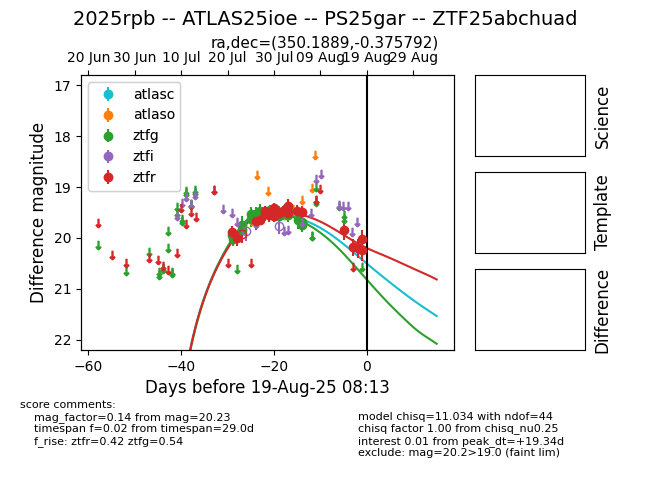 2025rpb -- ATLAS25ioe -- PS25gar -- ZTF25abchuad
ra,dec=(350.1889,-0.375792)
20 Jun 30 Jun 10 Jul 20 Jul 30 Jul 09 Aug 19 Aug 29 Aug
17
18
19
20
21
22
Difference magnitude
atlasc
atlaso
ztfg
ztfi
ztfr
−60 −40 −20 0
Days before 19-Aug-25 08:13
Science
Template
Difference
score comments:
mag_factor=0.14 from mag=20.23
timespan f=0.02 from timespan=29.0d
f_rise: ztfr=0.42 ztfg=0.54
model chisq=11.034 with ndof=44
chisq factor 1.00 from chisq_nu0.25
interest 0.01 from peak_dt=+19.34d
exclude: mag=20.2>19.0 (faint lim)